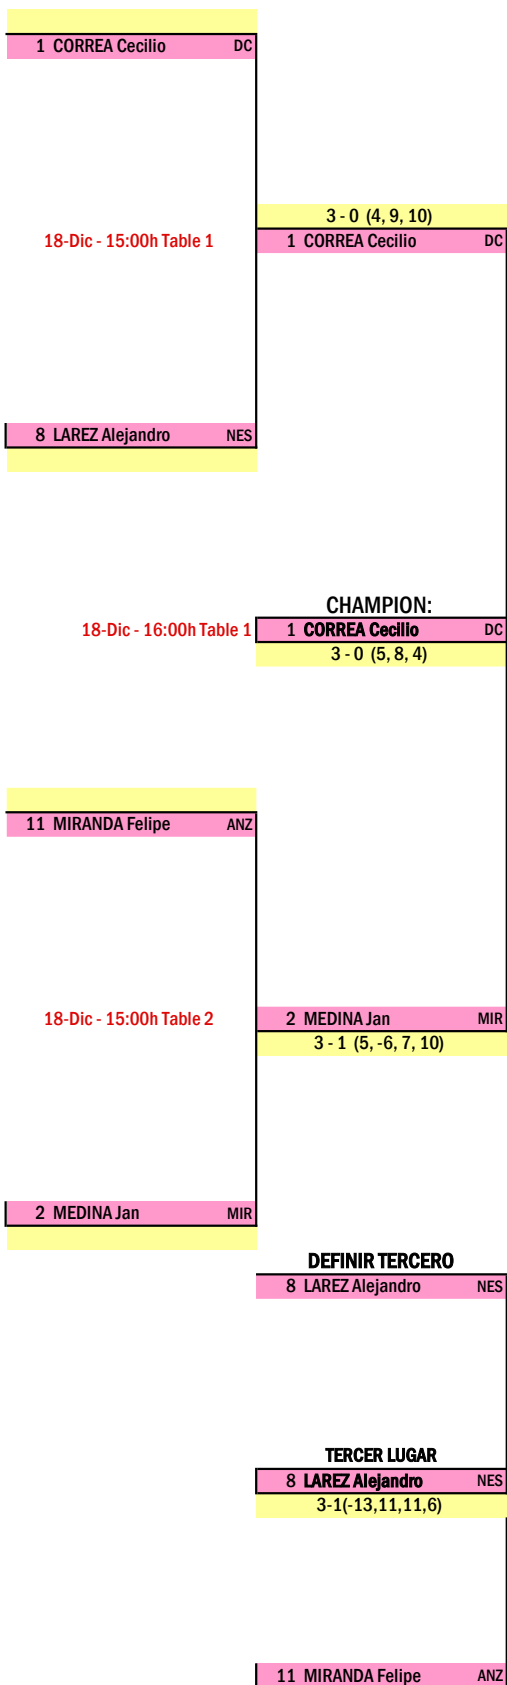 1 CORREA Cecilio DC
3 - 0 (4, 9, 10)
18-Dic - 15:00h Table 1 1 CORREA Cecilio DC
8 LAREZ Alejandro NES
CHAMPION:
18-Dic - 16:00h Table 1 1 CORREA Cecilio DC
3 - 0 (5, 8, 4)
11 MIRANDA Felipe ANZ
18-Dic - 15:00h Table 2 2 MEDINA Jan MIR
3 - 1 (5, -6, 7, 10)
2 MEDINA Jan MIR
DEFINIR TERCERO
8 LAREZ Alejandro NES
TERCER LUGAR
8 LAREZ Alejandro NES
3-1(-13,11,11,6)
11 MIRANDA Felipe ANZ